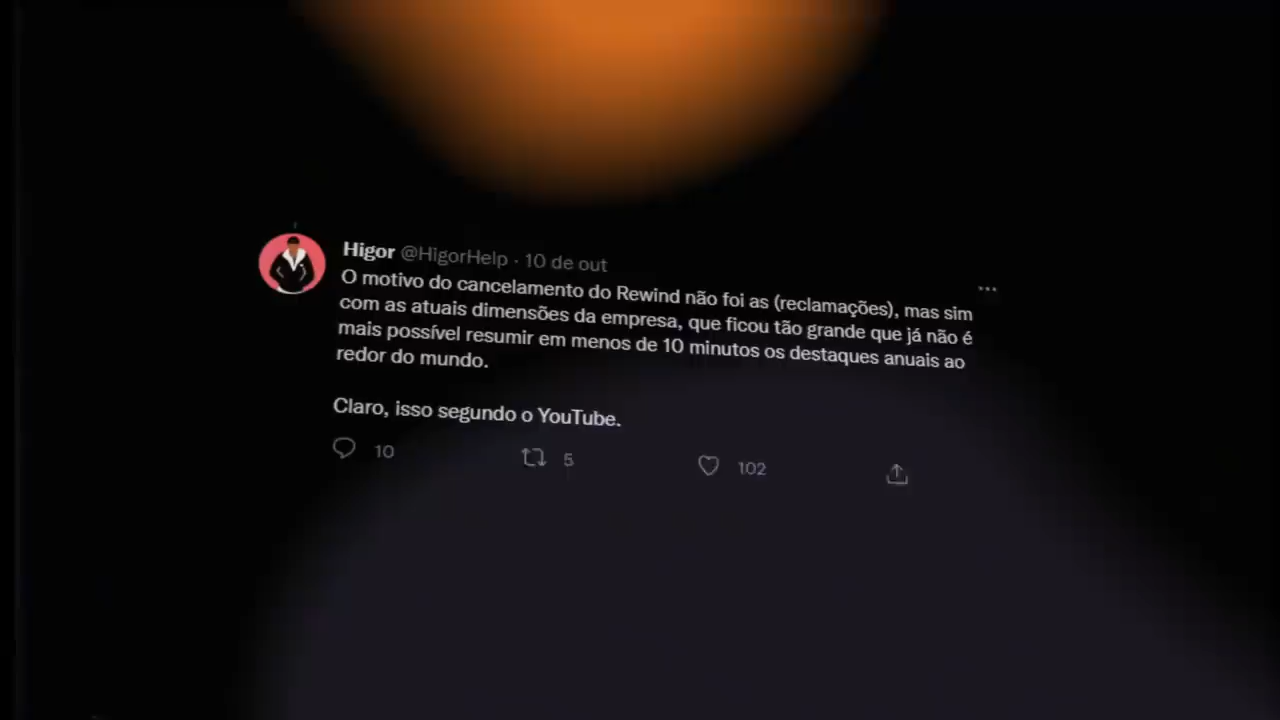 Higor @HigorHelp · 10 de out
O motivo do cancelamento do Rewind não foi as (reclamações), mas sim
com as atuais dimensões da empresa, que ficou tão grande que já não é
mais possível resumir em menos de 10 minutos os destaques anuais ao
redor do mundo.
Claro, isso segundo o YouTube.
10 5 102